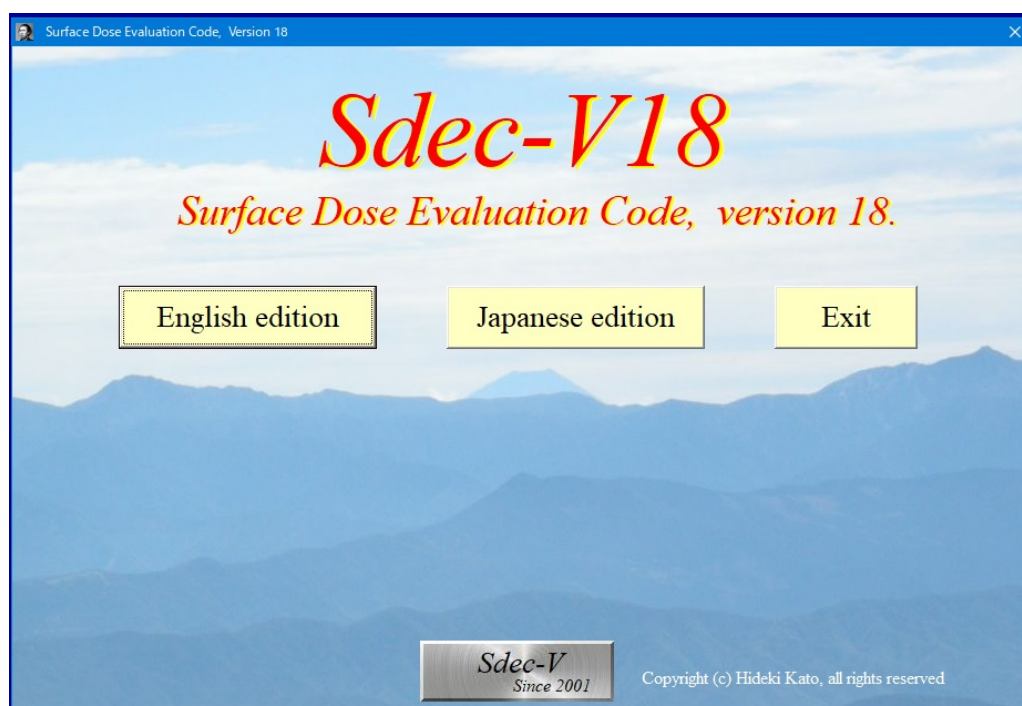 Surface Dose Evaluation Code, Version 18
Sdec-V18
Surface Dose Evaluation Code, version 18.
English edition
Japanese edition
Exit
Sdec-V
Since 2001
Copyright (c) Hideki Kato, all rights reserved